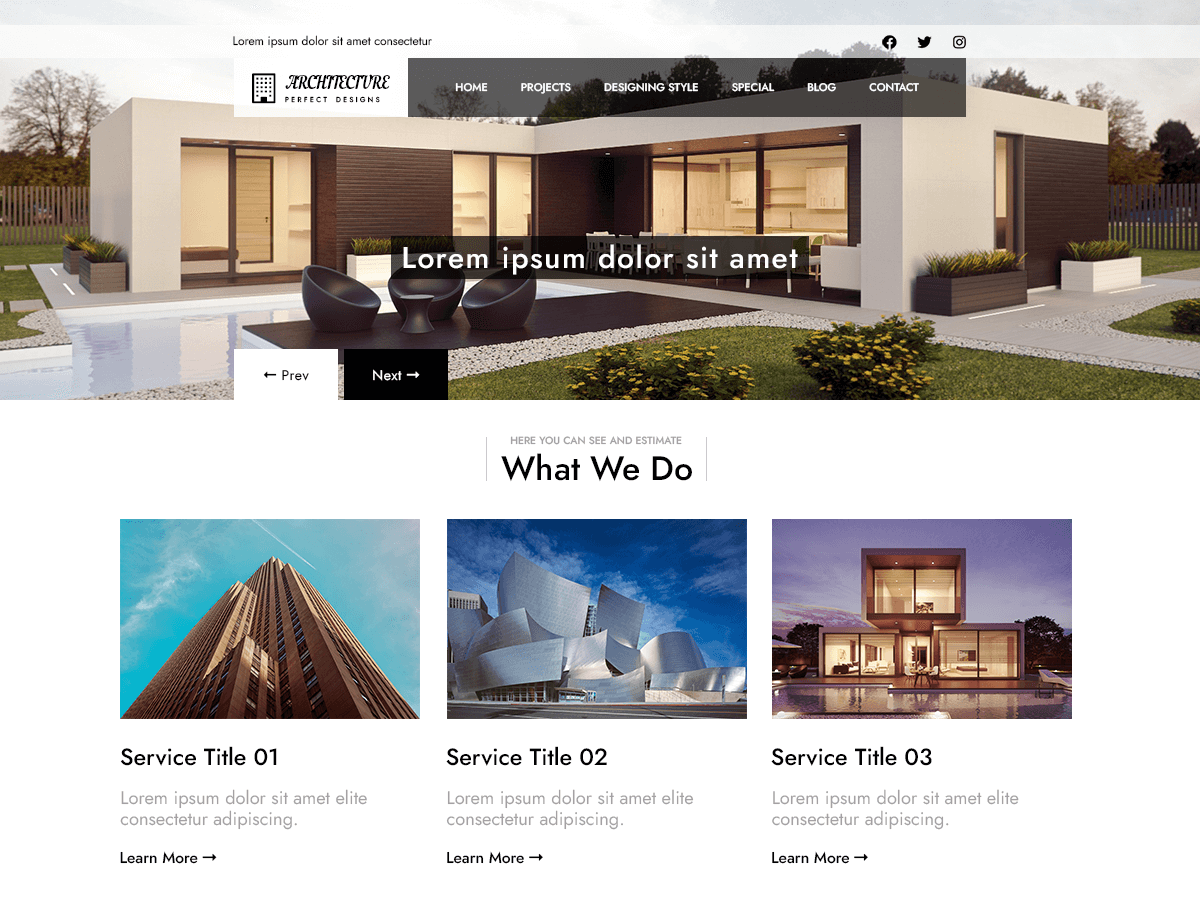 Lorem ipsum dolor sit amet consectetur
ARCHITECTURE
PERFECT DESIGNS
HOME PROJECTS DESIGNING STYLE SPECIAL BLOG CONTACT
Lorem ipsum dolor sit amet
← Prev
Next →
HERE YOU CAN SEE AND ESTIMATE
What We Do
Service Title 01
Lorem ipsum dolor sit amet elite
consectetur adipiscing.
Learn More →
Service Title 02
Lorem ipsum dolor sit amet elite
consectetur adipiscing.
Learn More →
Service Title 03
Lorem ipsum dolor sit amet elite
consectetur adipiscing.
Learn More →